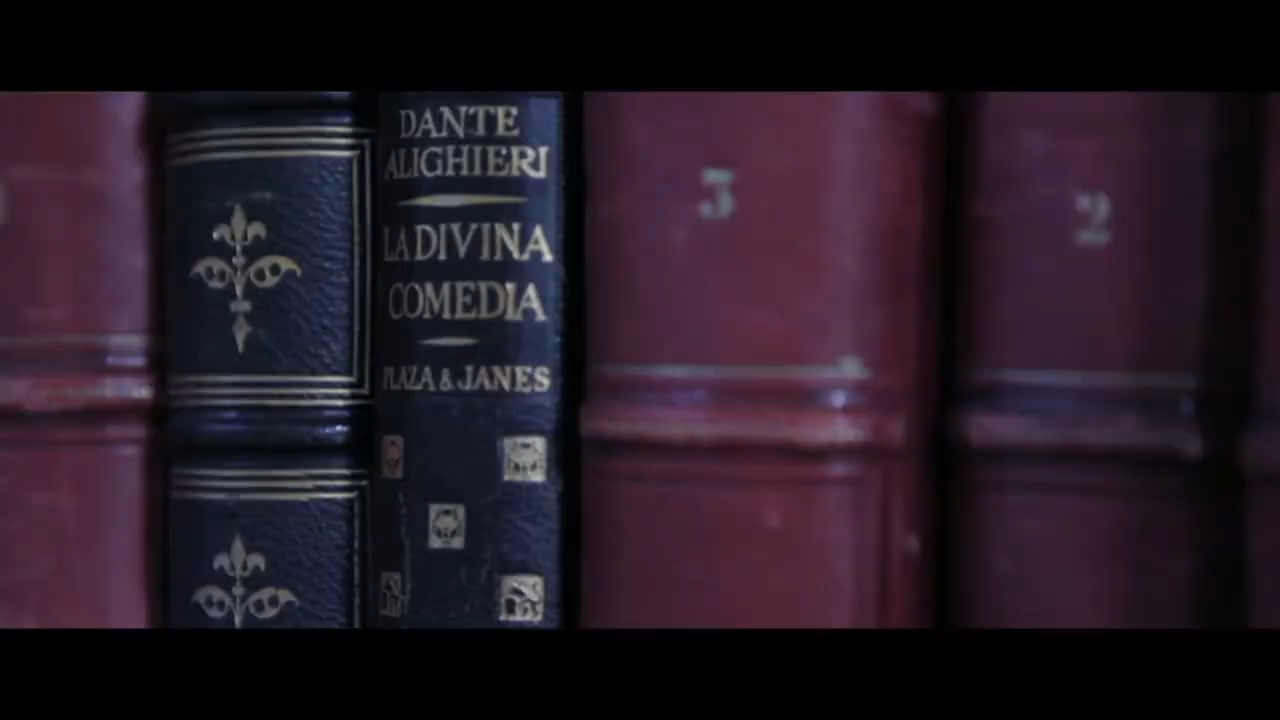 DANTE
ALIGHIERI
LA DIVINA
COMEDIA
PLAZA & JANES
3
2